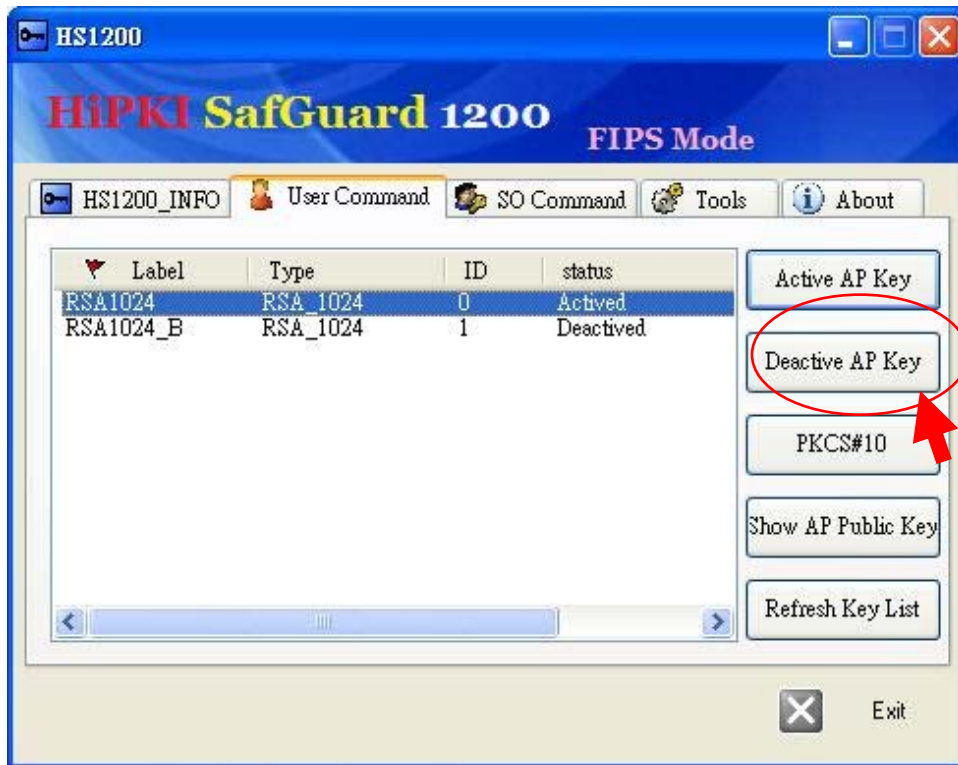 HS1200
HiPKI SafGuard 1200
FIPS Mode
HS1200_INFO User Command SO Command Tools About
Label Type ID status
RSA1024 RSA_1024 0 Actived
RSA1024_B RSA_1024 1 Deactived
Active AP Key
Deactive AP Key
PKCS#10
Show AP Public Key
Refresh Key List
Exit